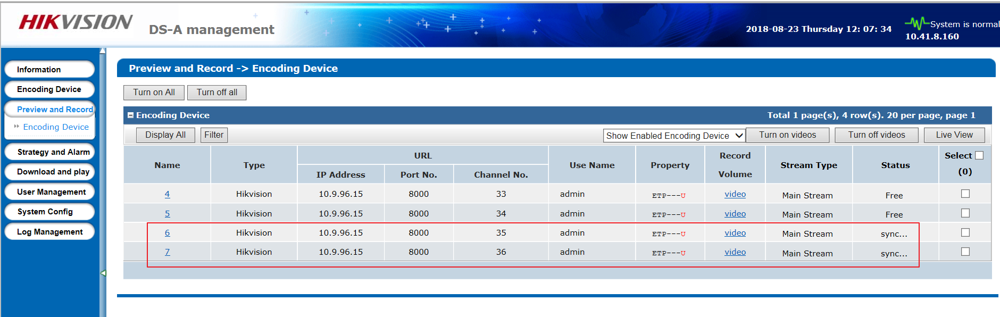 HIKVISION
DS-A management
2018-08-23 Thursday 12: 07: 34
System is normal
10.41.8.160
Information
Encoding Device
Preview and Record
Encoding Device
Strategy and Alarm
Download and play
User Management
System Config
Log Management
Preview and Record -> Encoding Device
Turn on All Turn off all
Encoding Device Total 1 page(s), 4 row(s). 20 per page, page 1
Display All Filter Show Enabled Encoding Device Turn on videos Turn off videos Live View
Name Type URL Use Name Property Record Volume Stream Type Status Select (0)
IP Address Port No. Channel No.
4 Hikvision 10.9.96.15 8000 33 admin ETP---U video Main Stream Free
5 Hikvision 10.9.96.15 8000 34 admin ETP---U video Main Stream Free
6 Hikvision 10.9.96.15 8000 35 admin ETP---U video Main Stream sync...
7 Hikvision 10.9.96.15 8000 36 admin ETP---U video Main Stream sync...